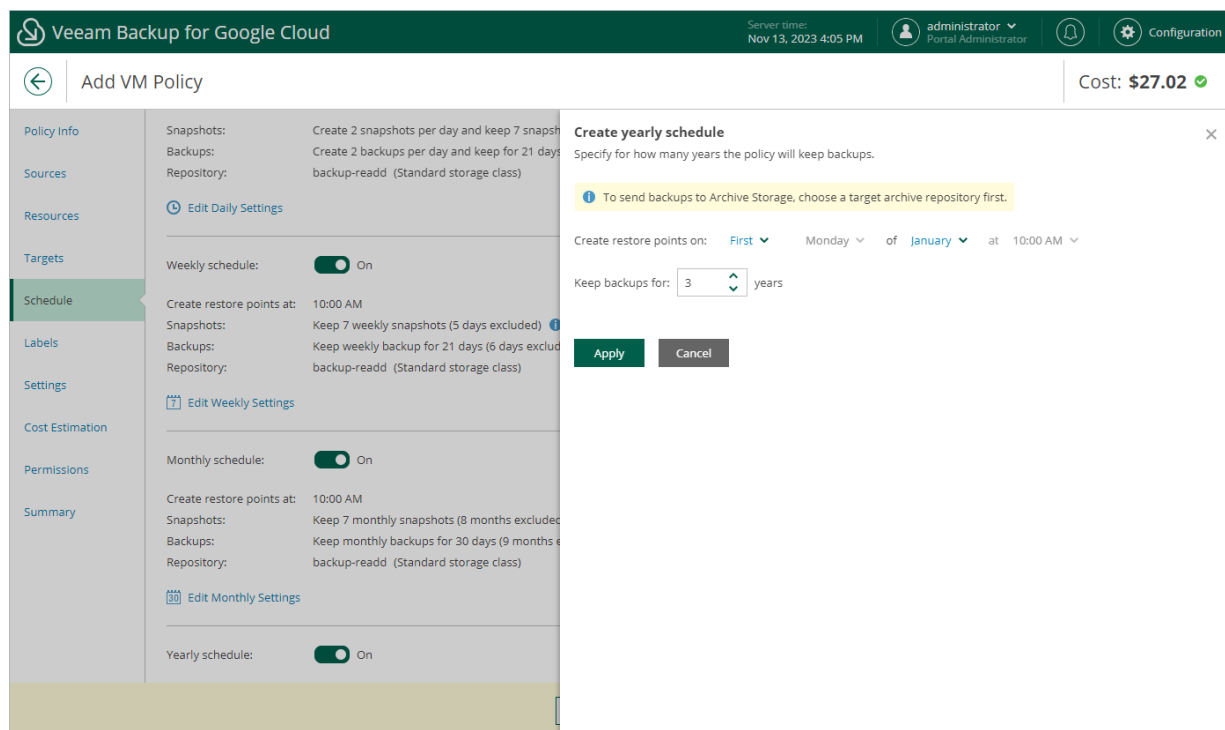 Veeam Backup for Google Cloud
Server time:
Nov 13, 2023 4:05 PM
administrator
Portal Administrator
Configuration
Add VM Policy
Cost: $27.02
Policy Info
Sources
Resources
Targets
Schedule
Labels
Settings
Cost Estimation
Permissions
Summary
Snapshots: Create 2 snapshots per day and keep 7 snapsh
Backups: Create 2 backups per day and keep for 21 days
Repository: backup-readd (Standard storage class)
Edit Daily Settings
Weekly schedule: On
Create restore points at: 10:00 AM
Snapshots: Keep 7 weekly snapshots (5 days excluded)
Backups: Keep weekly backup for 21 days (6 days exclud
Repository: backup-readd (Standard storage class)
7 Edit Weekly Settings
Monthly schedule: On
Create restore points at: 10:00 AM
Snapshots: Keep 7 monthly snapshots (8 months excluded
Backups: Keep monthly backups for 30 days (9 months e
Repository: backup-readd (Standard storage class)
30 Edit Monthly Settings
Yearly schedule: On
Create yearly schedule
Specify for how many years the policy will keep backups.
To send backups to Archive Storage, choose a target archive repository first.
Create restore points on: First Monday of January at 10:00 AM
Keep backups for: 3 years
Apply Cancel